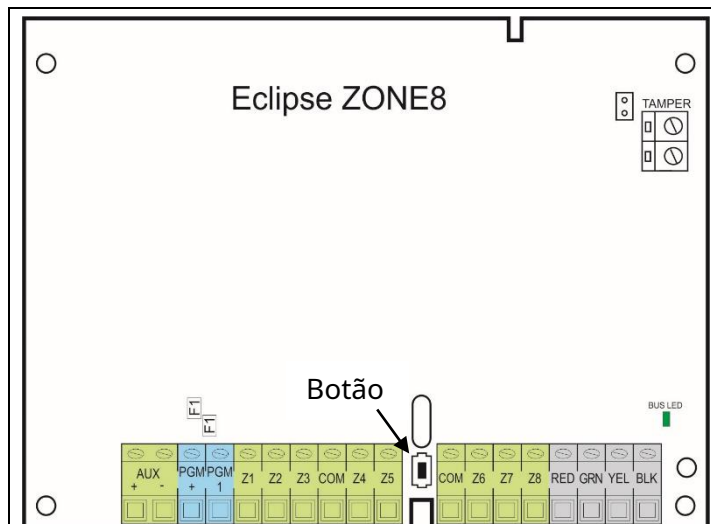 Eclipse ZONE8
TAMPER
Botão
F1
F1
BUS LED
AUX PGM PGM Z1 Z2 Z3 COM Z4 Z5 COM Z6 Z7 Z8 RED GRN YEL BLK
+ - + 1